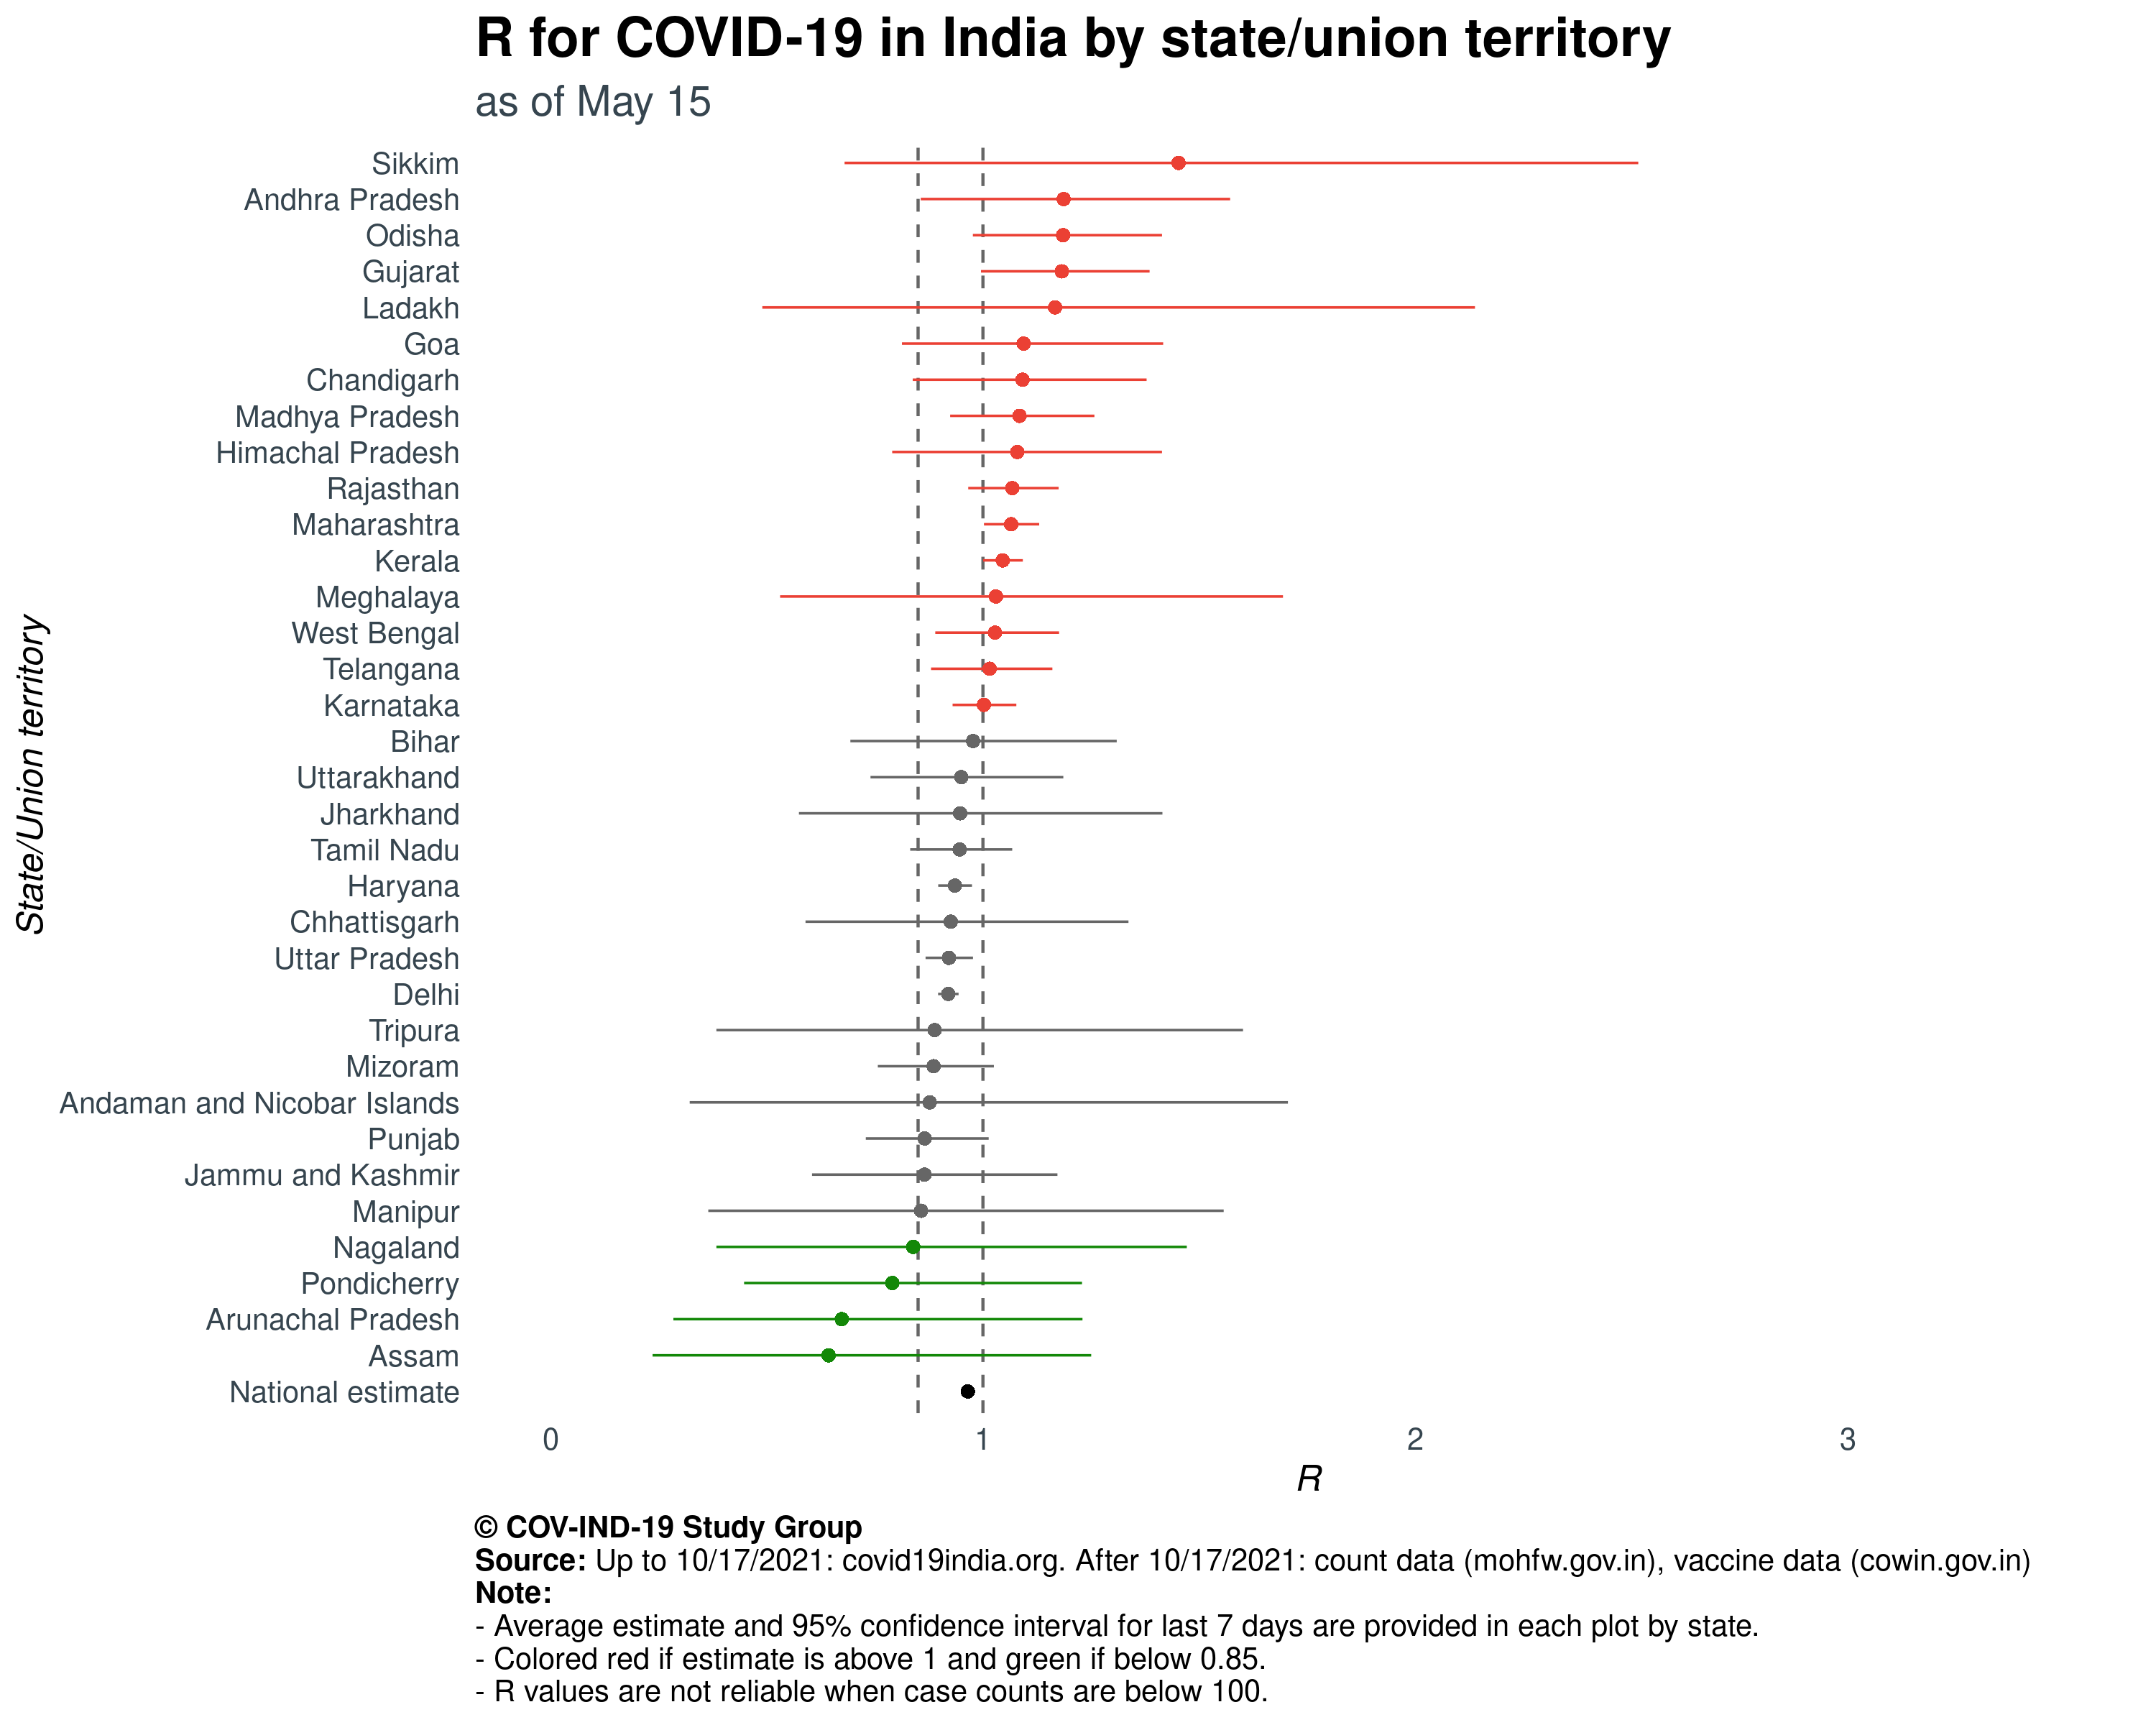 R for COVID-19 in India by state/union territory
as of May 15
State/Union territory
Sikkim
Andhra Pradesh
Odisha
Gujarat
Ladakh
Goa
Chandigarh
Madhya Pradesh
Himachal Pradesh
Rajasthan
Maharashtra
Kerala
Meghalaya
West Bengal
Telangana
Karnataka
Bihar
Uttarakhand
Jharkhand
Tamil Nadu
Haryana
Chhattisgarh
Uttar Pradesh
Delhi
Tripura
Mizoram
Andaman and Nicobar Islands
Punjab
Jammu and Kashmir
Manipur
Nagaland
Pondicherry
Arunachal Pradesh
Assam
National estimate
0 1 2 3
R
© COV-IND-19 Study Group
Source: Up to 10/17/2021: covid19india.org. After 10/17/2021: count data (mohfw.gov.in), vaccine data (cowin.gov.in)
Note:
- Average estimate and 95% confidence interval for last 7 days are provided in each plot by state.
- Colored red if estimate is above 1 and green if below 0.85.
- R values are not reliable when case counts are below 100.